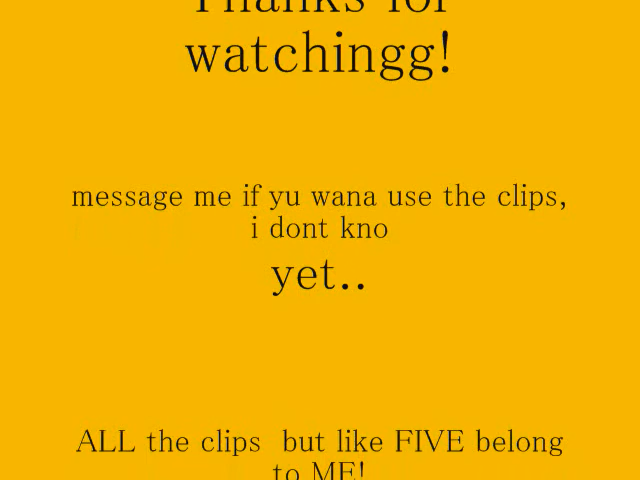 Thanks for
watchingg!
message me if yu wana use the clips,
i dont kno
yet..
ALL the clips  but like FIVE belong
to ME!